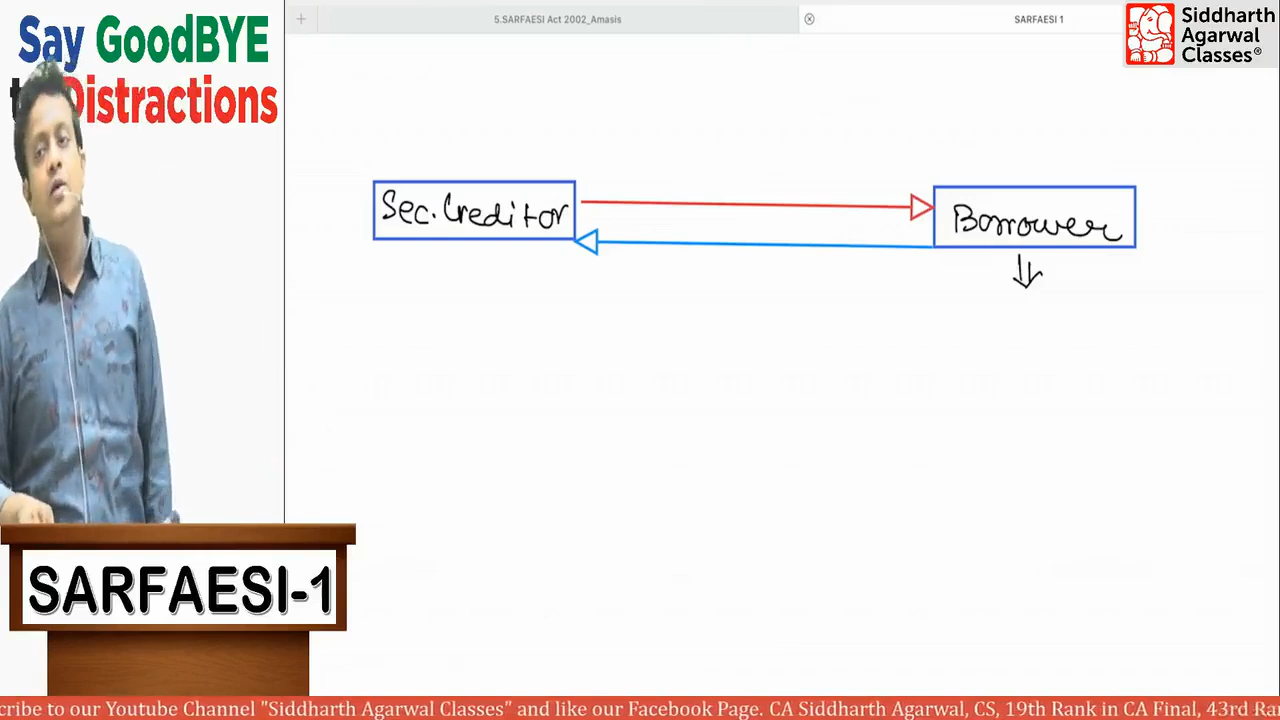 Say GoodBYE
Distractions
5.SARFAESI Act 2002_Amasis
SARFAESI 1
Siddharth
Agarwal
Classes®
Sec. Creditor
Borrower
SARFAESI-1
cribe to our Youtube Channel "Siddharth Agarwal Classes" and like our Facebook Page. CA Siddharth Agarwal, CS, 19th Rank in CA Final, 43rd Ran